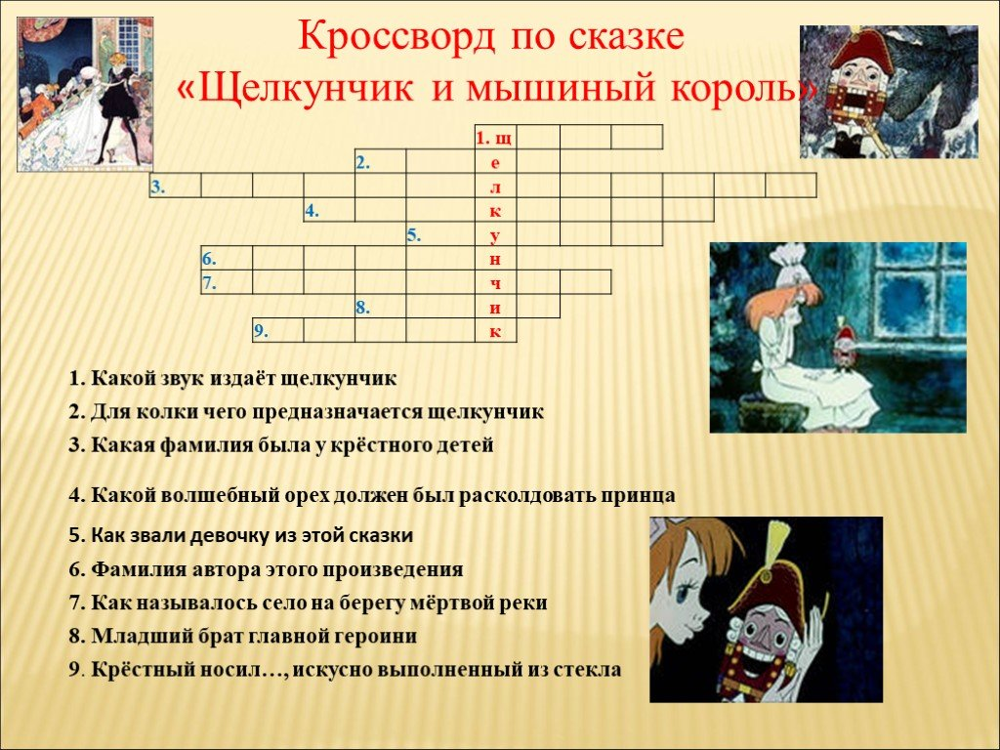 Кроссворд по сказке
«Щелкунчик и мышиный король»
1. щ
2. е
3. л
4. к
5. у
6. н
7. ч
8. и
9. к
1. Какой звук издаёт щелкунчик
2. Для колки чего предназначается щелкунчик
3. Какая фамилия была у крёстного детей
4. Какой волшебный орех должен был расколдовать принца
5. Как звали девочку из этой сказки
6. Фамилия автора этого произведения
7. Как называлось село на берегу мёртвой реки
8. Младший брат главной героини
9. Крёстный носил…, искусно выполненный из стекла